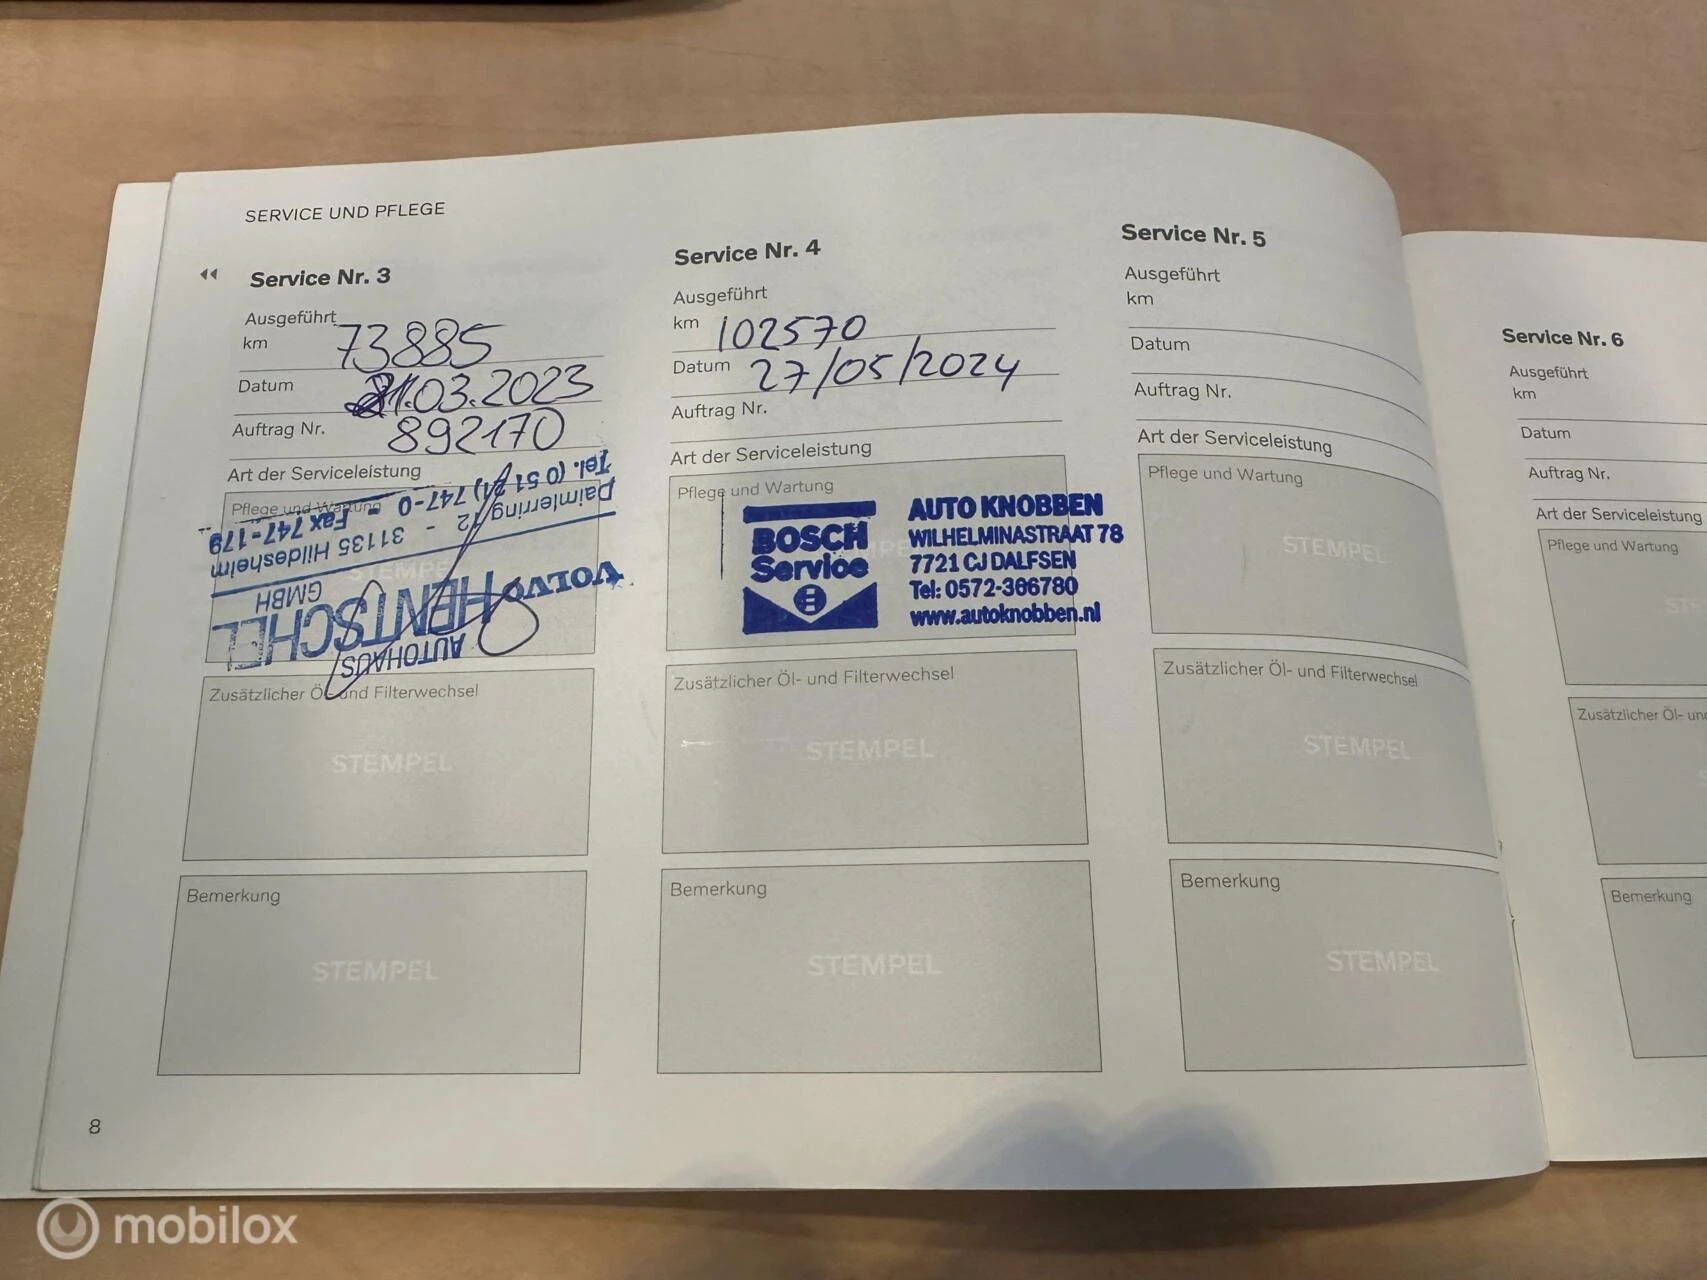 SERVICE UND PFLEGE
Service Nr. 3
Ausgeführt
km 73885
Datum 21.03.2023
Auftrag Nr. 892170
Art der Serviceleistung
Pflege und Wartung
STEMPEL
AUTOHAUS
HENTSCHEL
VOLVO
GMBH
Daimlerring 12 - 31135 Hildesheim
Tel. (0 51 21) 747-0 - Fax 747-179
Zusätzlicher Öl- und Filterwechsel
STEMPEL
Bemerkung
STEMPEL
Service Nr. 4
Ausgeführt
km 102570
Datum 27/05/2024
Auftrag Nr.
Art der Serviceleistung
Pflege und Wartung
BOSCH
Service
AUTO KNOBBEN
WILHELMINASTRAAT 78
7721 CJ DALFSEN
Tel: 0572-366780
www.autoknobben.nl
Zusätzlicher Öl- und Filterwechsel
STEMPEL
Bemerkung
STEMPEL
Service Nr. 5
Ausgeführt
km
Datum
Auftrag Nr.
Art der Serviceleistung
Pflege und Wartung
STEMPEL
Zusätzlicher Öl- und Filterwechsel
STEMPEL
Bemerkung
STEMPEL
Service Nr. 6
Ausgeführt
km
Datum
Auftrag Nr.
Art der Serviceleistung
Pflege und Wartung
Zusätzlicher Öl-
Bemerkung
8
mobilox